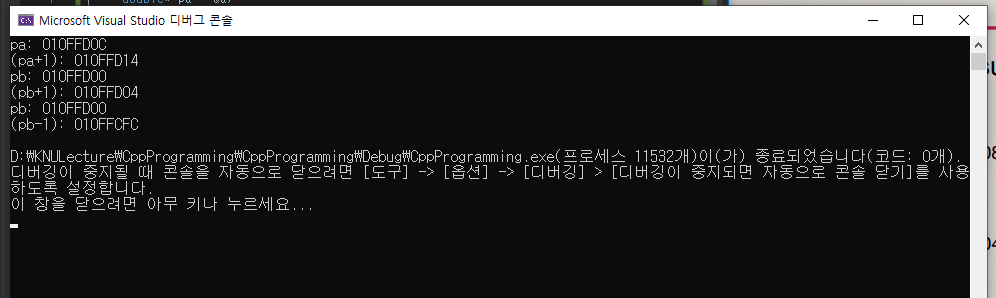 double* pa = &a;
Microsoft Visual Studio 디버그 콘솔
pa: 010FFD0C
(pa+1): 010FFD14
pb: 010FFD00
(pb+1): 010FFD04
pb: 010FFD00
(pb-1): 010FFCFC
D:₩KNULecture₩CppProgramming₩CppProgramming₩Debug₩CppProgramming.exe(프로세스 11532개)이(가) 종료되었습니다(코드: 0개).
디버깅이 중지될 때 콘솔을 자동으로 닫으려면 [도구] -> [옵션] -> [디버깅] > [디버깅이 중지되면 자동으로 콘솔 닫기]를 사용
하도록 설정합니다.
이 창을 닫으려면 아무 키나 누르세요...